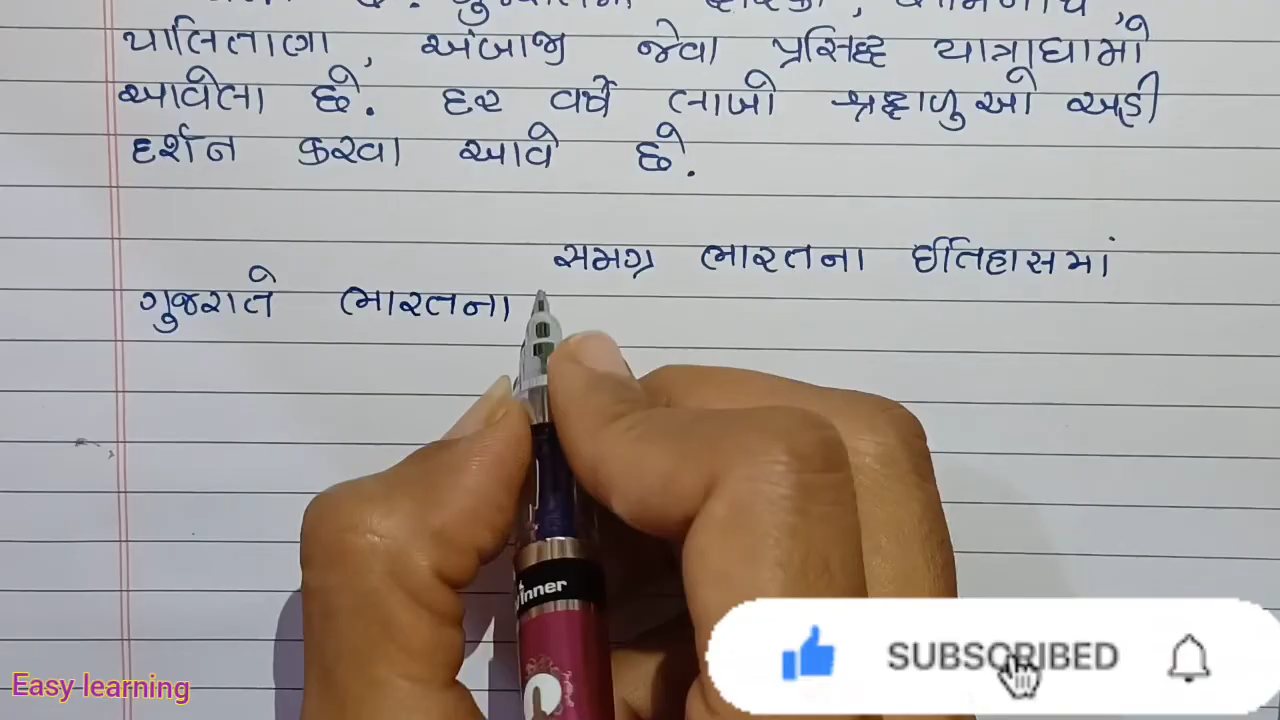 પાલિતાણા, અંબાજી જેવા પ્રસિદ્ધ યાત્રાધામો
આવેલા છે. દર વર્ષે લાખો શ્રદ્ધાળુઓ અહીં
દર્શન કરવા આવે છે.
સમગ્ર ભારતના ઈતિહાસમાં
ગુજરાતે ભારતના
inner
SUBSCRIBED
Easy learning